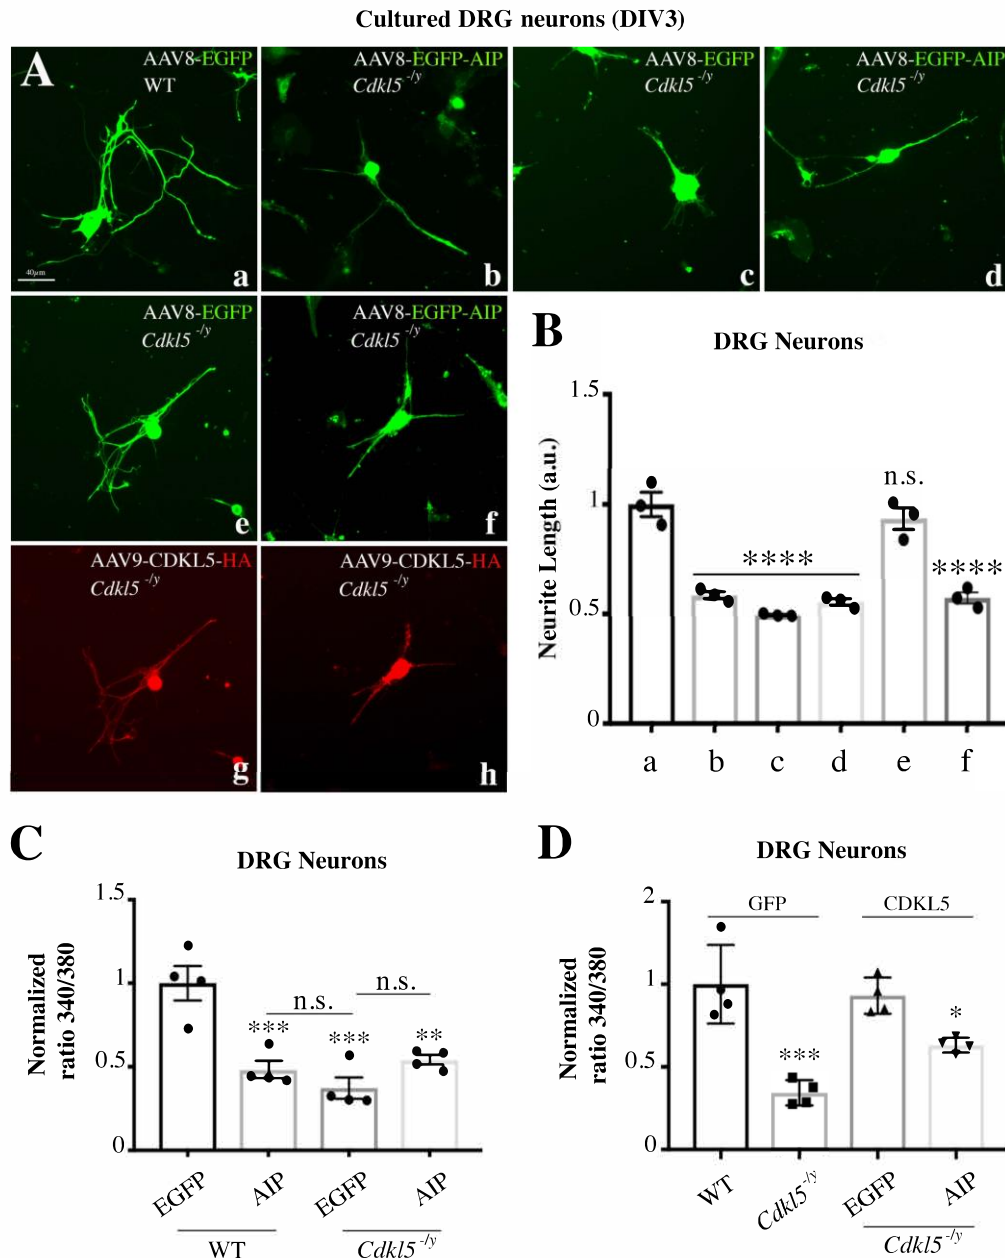 Cultured DRG neurons (DIV3)
A
AAV8-EGFP
WT
40µm
a
AAV8-EGFP-AIP
Cdkl5 -/y
b
AAV8-EGFP
Cdkl5 -/y
c
AAV8-EGFP-AIP
Cdkl5 -/y
d
AAV8-EGFP
Cdkl5 -/y
e
AAV8-EGFP-AIP
Cdkl5 -/y
f
AAV9-CDKL5-HA
Cdkl5 -/y
g
AAV9-CDKL5-HA
Cdkl5 -/y
h
B
DRG Neurons
Neurite Length (a.u.)
1.5
1
0.5
0
****
n.s.
****
a b c d e f
C
DRG Neurons
Normalized
ratio 340/380
1.5
1
0.5
0
n.s.
n.s.
*** *** **
EGFP AIP EGFP AIP
WT Cdkl5 -/y
D
DRG Neurons
Normalized
ratio 340/380
2
1
0.5
0
GFP CDKL5
*** *
WT Cdkl5 -/y EGFP AIP
Cdkl5 -/y